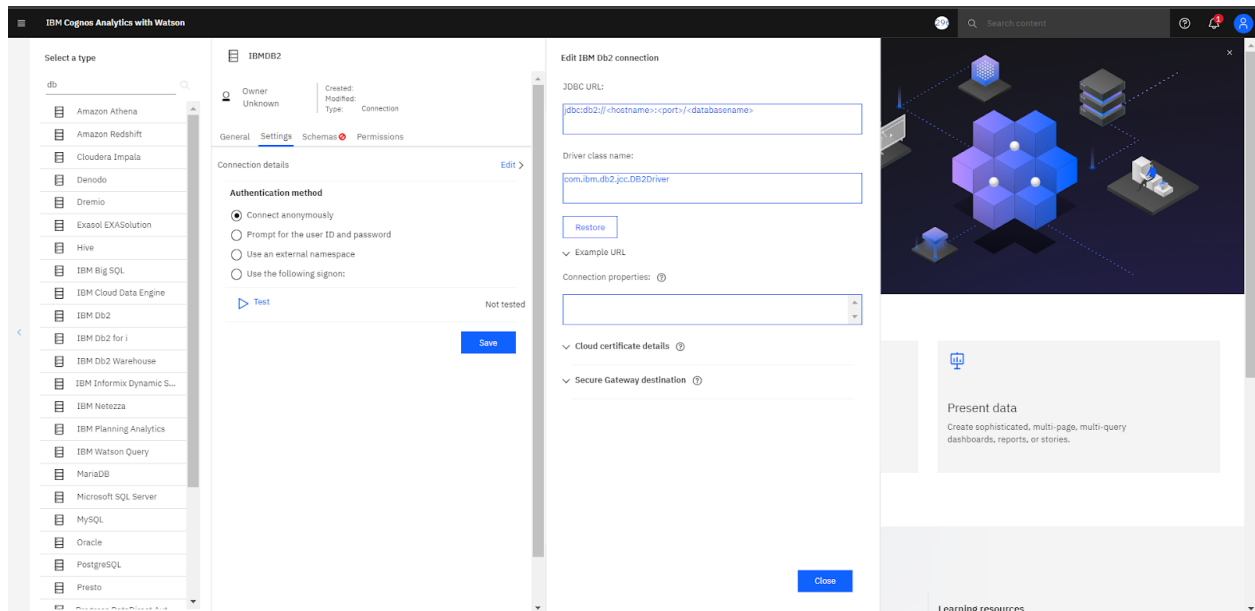 IBM Cognos Analytics with Watson
Search content
1
Select a type
db
Amazon Athena
Amazon Redshift
Cloudera Impala
Denodo
Dremio
Exasol EXASolution
Hive
IBM Big SQL
IBM Cloud Data Engine
IBM Db2
IBM Db2 for i
IBM Db2 Warehouse
IBM Informix Dynamic S...
IBM Netezza
IBM Planning Analytics
IBM Watson Query
MariaDB
Microsoft SQL Server
MySQL
Oracle
PostgreSQL
Presto
IBMDB2
Owner
Unknown
Created:
Modified:
Type: Connection
General Settings Schemas Permissions
Connection details Edit
Authentication method
Connect anonymously
Prompt for the user ID and password
Use an external namespace
Use the following signon:
Test Not tested
Save
Edit IBM Db2 connection
JDBC URL:
jdbc:db2://<hostname>:<port>/<databasename>
Driver class name:
com.ibm.db2.jcc.DB2Driver
Restore
Example URL
Connection properties:
Cloud certificate details
Secure Gateway destination
Close
Present data
Create sophisticated, multi-page, multi-query
dashboards, reports, or stories.
Learning resources